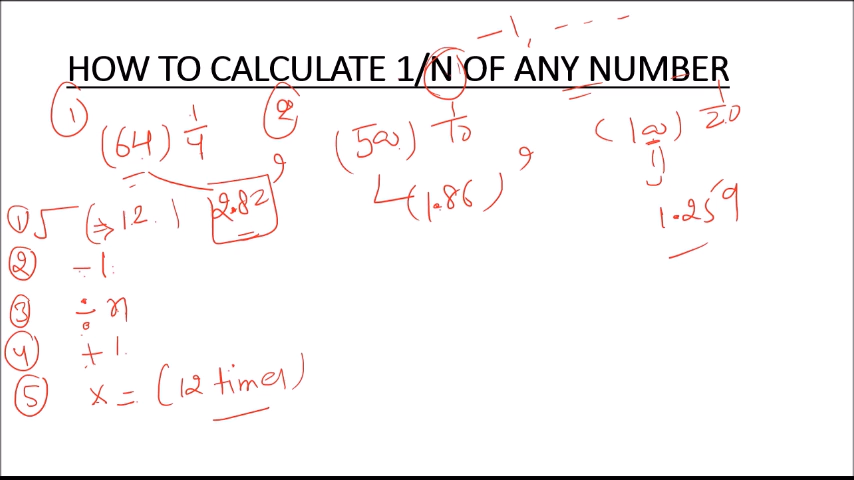 -1, - - - -
HOW TO CALCULATE 1/N OF ANY NUMBER
① (64)^1/4 ② (500)^1/10 , (100)^1/20
① √ (⇒ 12 ) 2.82 , (1.86) 1.259
② -1
③ ÷ n
④ + 1
⑤ x = (12 times)